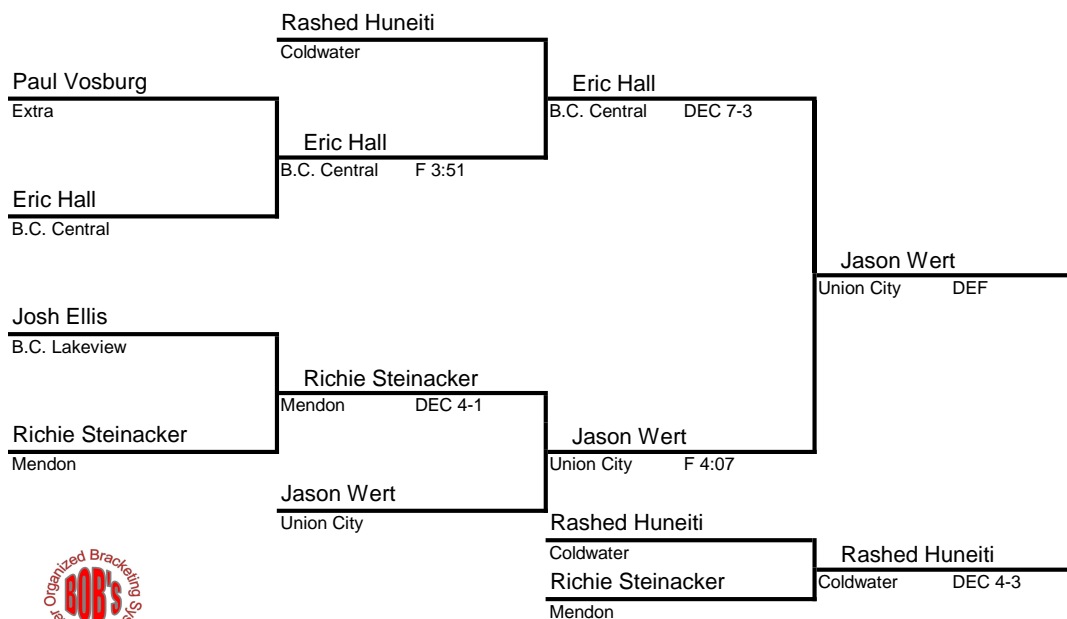 Rashed Huneiti
Coldwater
Paul Vosburg
Extra
Eric Hall
B.C. Central DEC 7-3
Eric Hall
B.C. Central F 3:51
Eric Hall
B.C. Central
Jason Wert
Union City DEF
Josh Ellis
B.C. Lakeview
Richie Steinacker
Mendon DEC 4-1
Richie Steinacker
Mendon
Jason Wert
Union City F 4:07
Jason Wert
Union City
Rashed Huneiti
Coldwater
Rashed Huneiti
Coldwater DEC 4-3
Richie Steinacker
Mendon
Organized Bracketing
BOB'S